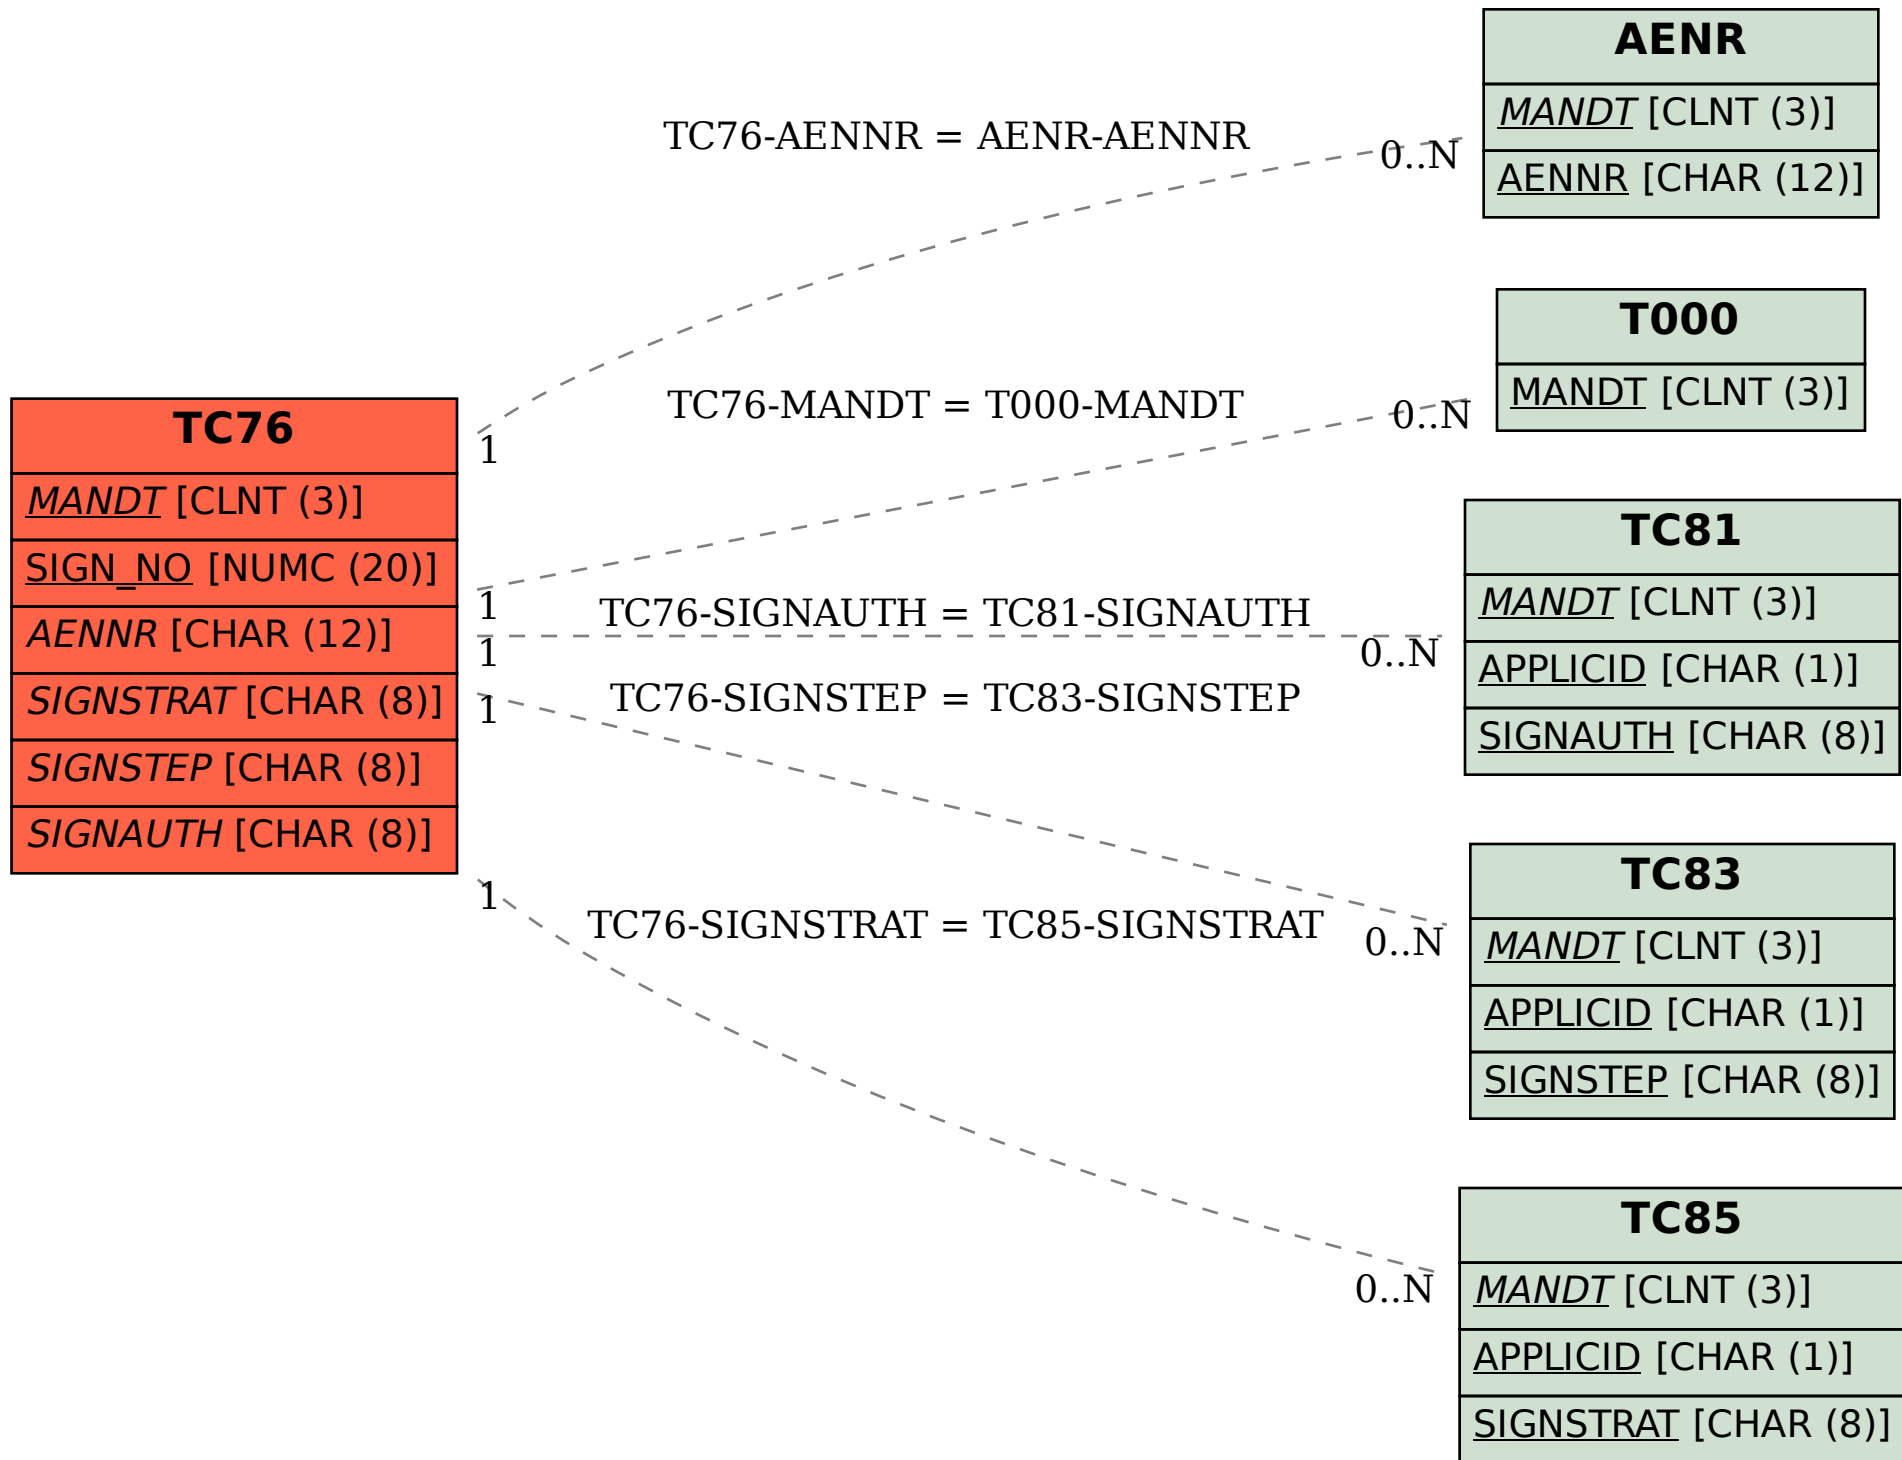 AENR
MANDT [CLNT (3)]
AENNR [CHAR (12)]
TC76-AENNR = AENR-AENNR
0..N
1
T000
MANDT [CLNT (3)]
TC76-MANDT = T000-MANDT
0..N
1
TC76
MANDT [CLNT (3)]
SIGN_NO [NUMC (20)]
AENNR [CHAR (12)]
SIGNSTRAT [CHAR (8)]
SIGNSTEP [CHAR (8)]
SIGNAUTH [CHAR (8)]
TC81
MANDT [CLNT (3)]
APPLICID [CHAR (1)]
SIGNAUTH [CHAR (8)]
TC76-SIGNAUTH = TC81-SIGNAUTH
0..N
1
TC76-SIGNSTEP = TC83-SIGNSTEP
0..N
1
TC83
MANDT [CLNT (3)]
APPLICID [CHAR (1)]
SIGNSTEP [CHAR (8)]
TC76-SIGNSTRAT = TC85-SIGNSTRAT
0..N
1
TC85
MANDT [CLNT (3)]
APPLICID [CHAR (1)]
SIGNSTRAT [CHAR (8)]